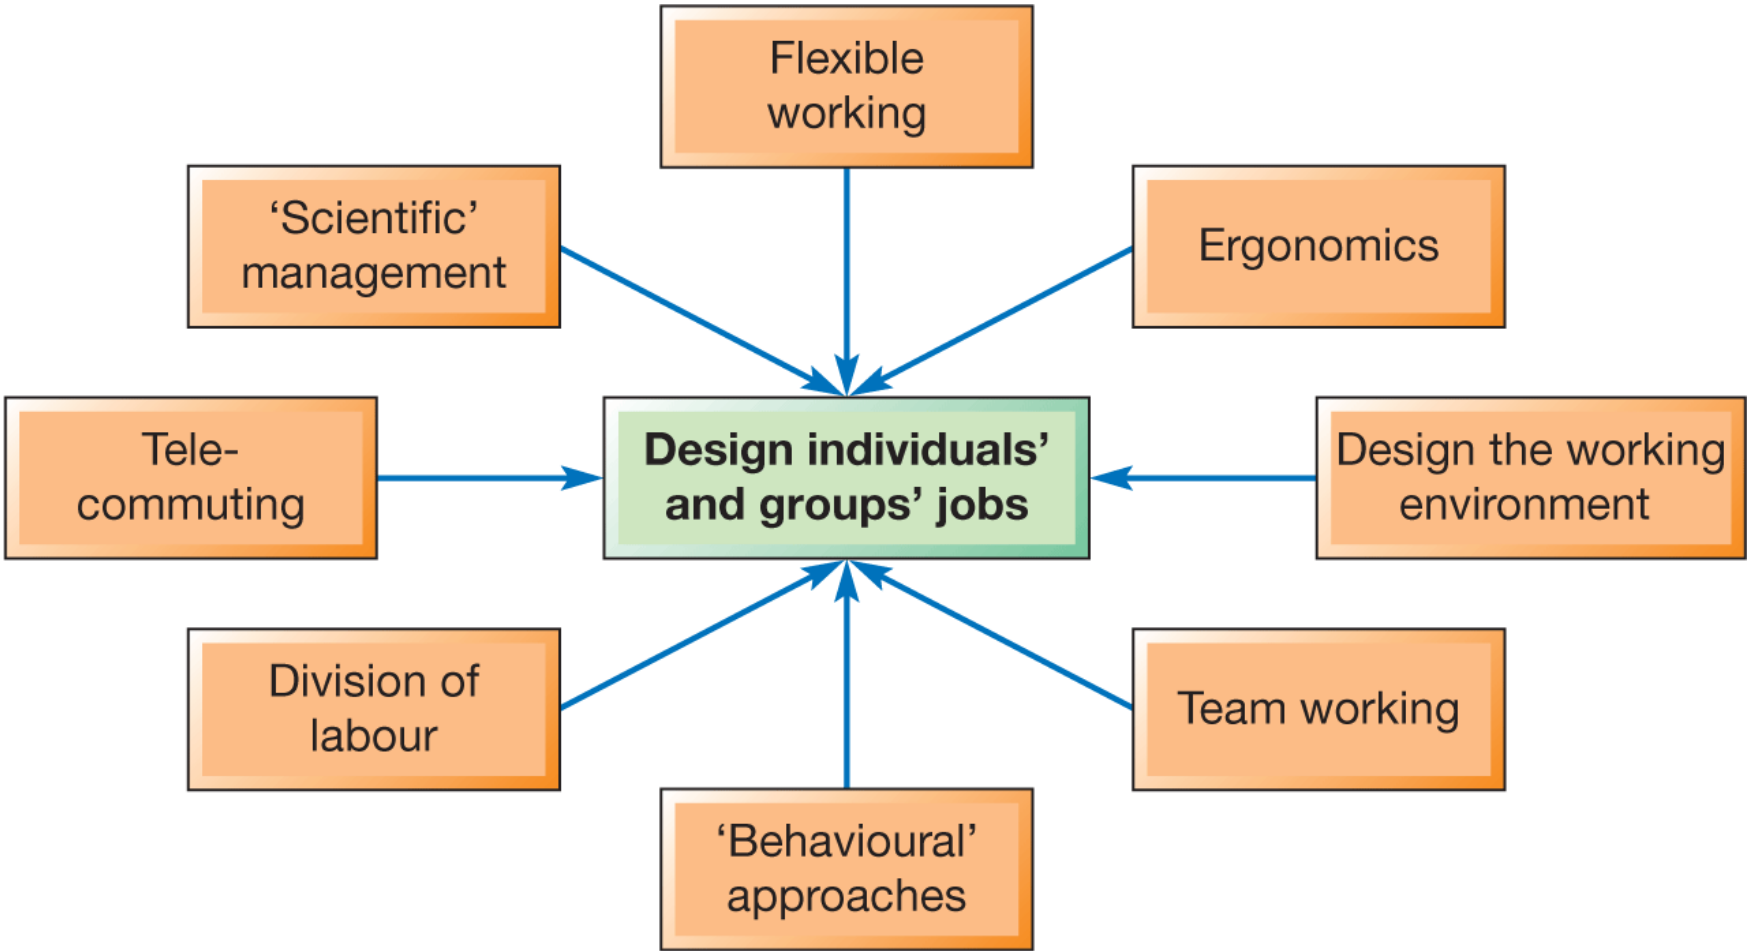 Flexible
working
‘Scientific’
management
Ergonomics
Tele-
commuting
Design individuals’
and groups’ jobs
Design the working
environment
Division of
labour
Team working
‘Behavioural’
approaches